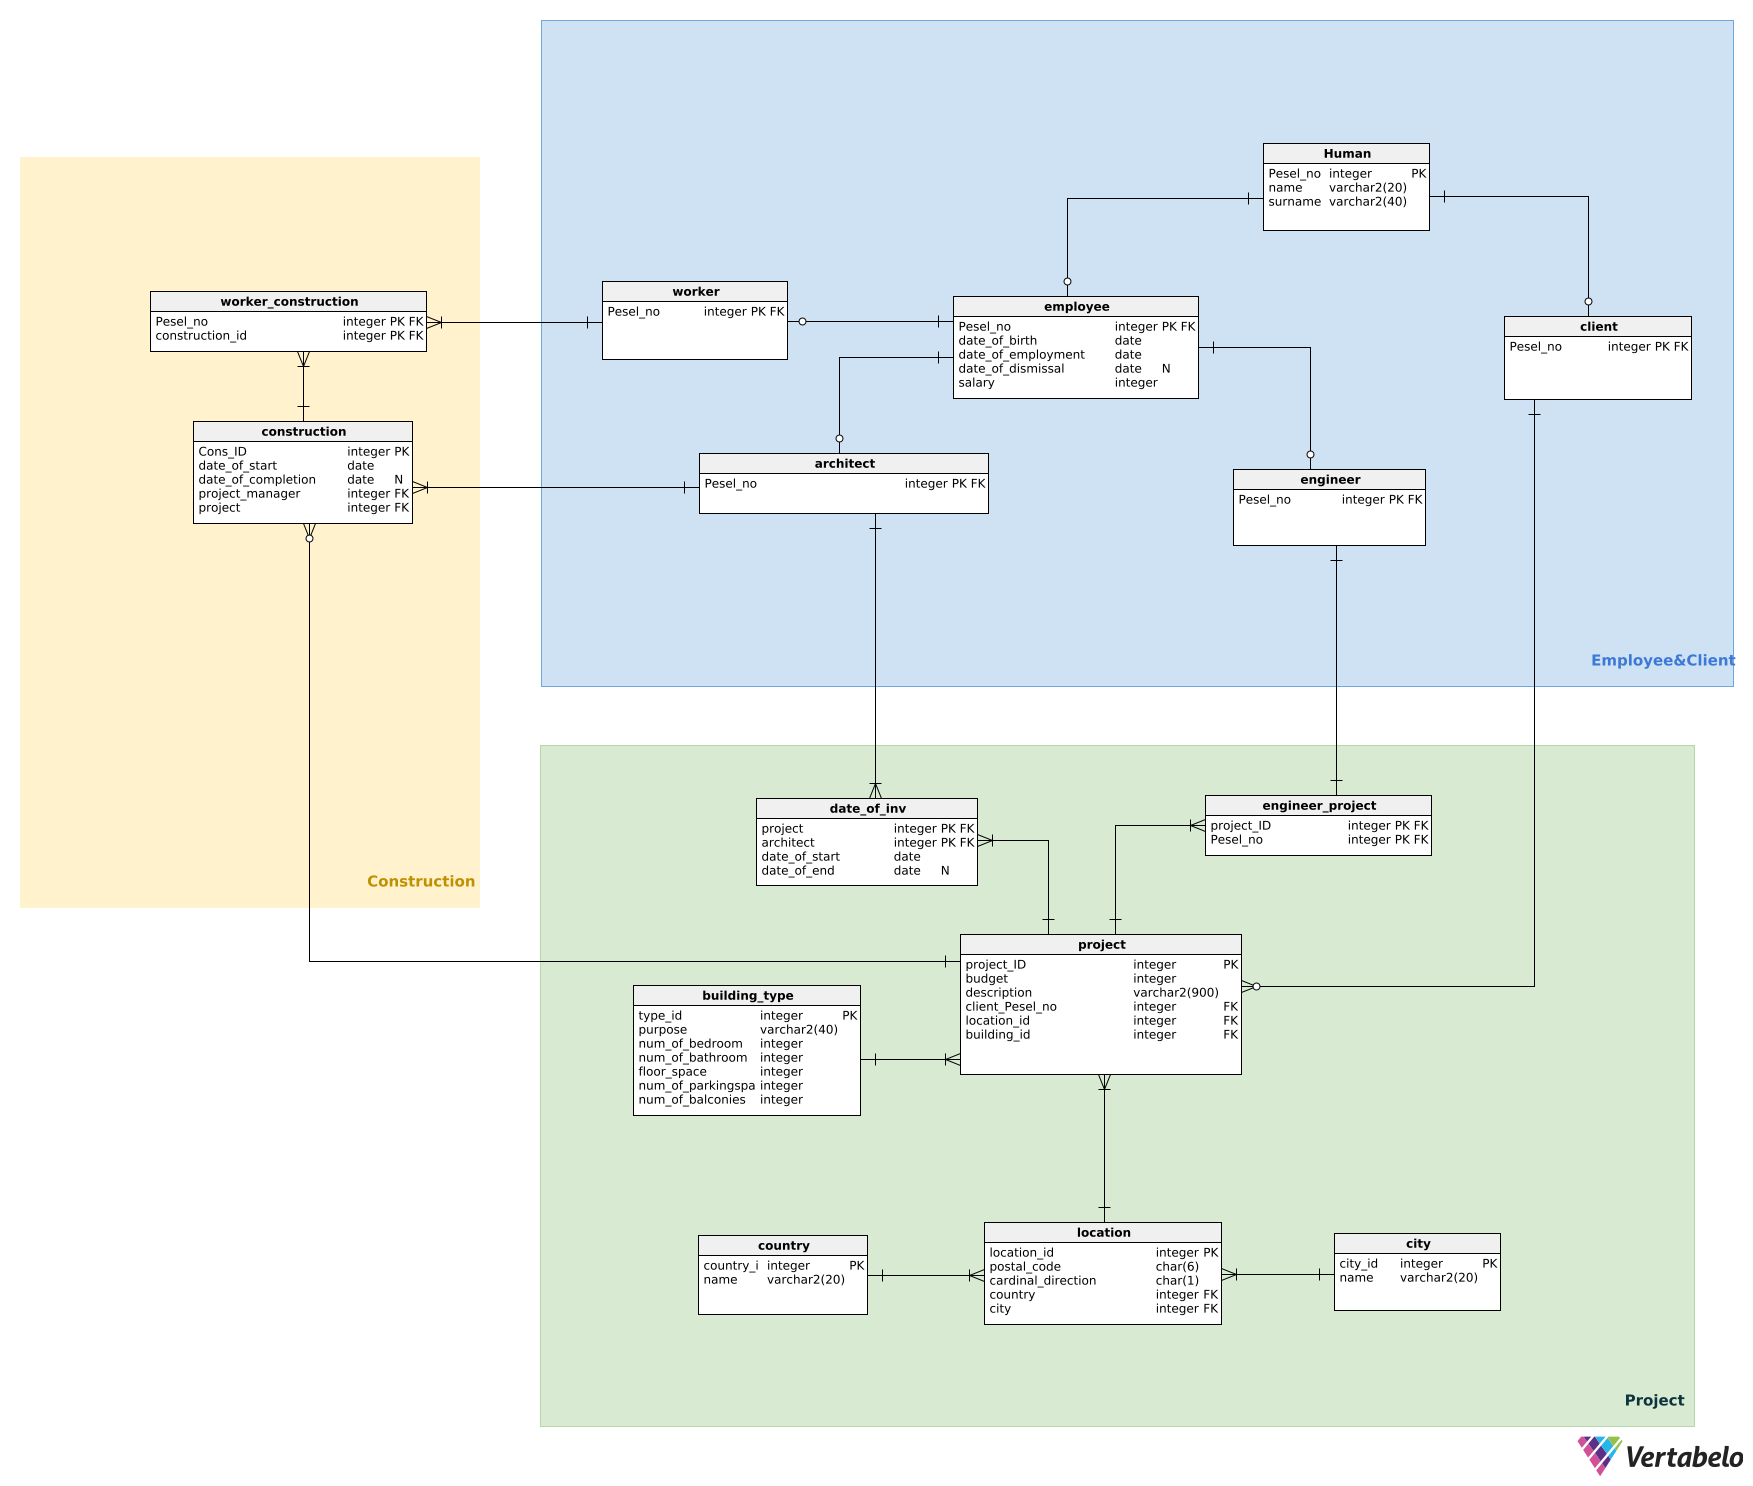 Human
Pesel_no integer PK
name varchar2(20)
surname varchar2(40)
worker
Pesel_no integer PK FK
employee
Pesel_no integer PK FK
date_of_birth date
date_of_employment date
date_of_dismissal date N
salary integer
client
Pesel_no integer PK FK
architect
Pesel_no integer PK FK
engineer
Pesel_no integer PK FK
Employee&Client
worker_construction
Pesel_no integer PK FK
construction_id integer PK FK
construction
Cons_ID integer PK
date_of_start date
date_of_completion date N
project_manager integer FK
project integer FK
Construction
date_of_inv
project integer PK FK
architect integer PK FK
date_of_start date
date_of_end date N
engineer_project
project_ID integer PK FK
Pesel_no integer PK FK
project
project_ID integer PK
budget integer
description varchar2(900)
client_Pesel_no integer FK
location_id integer FK
building_id integer FK
building_type
type_id integer PK
purpose varchar2(40)
num_of_bedroom integer
num_of_bathroom integer
floor_space integer
num_of_parkingspa integer
num_of_balconies integer
country
country_i integer PK
name varchar2(20)
location
location_id integer PK
postal_code char(6)
cardinal_direction char(1)
country integer FK
city integer FK
city
city_id integer PK
name varchar2(20)
Project
Vertabelo